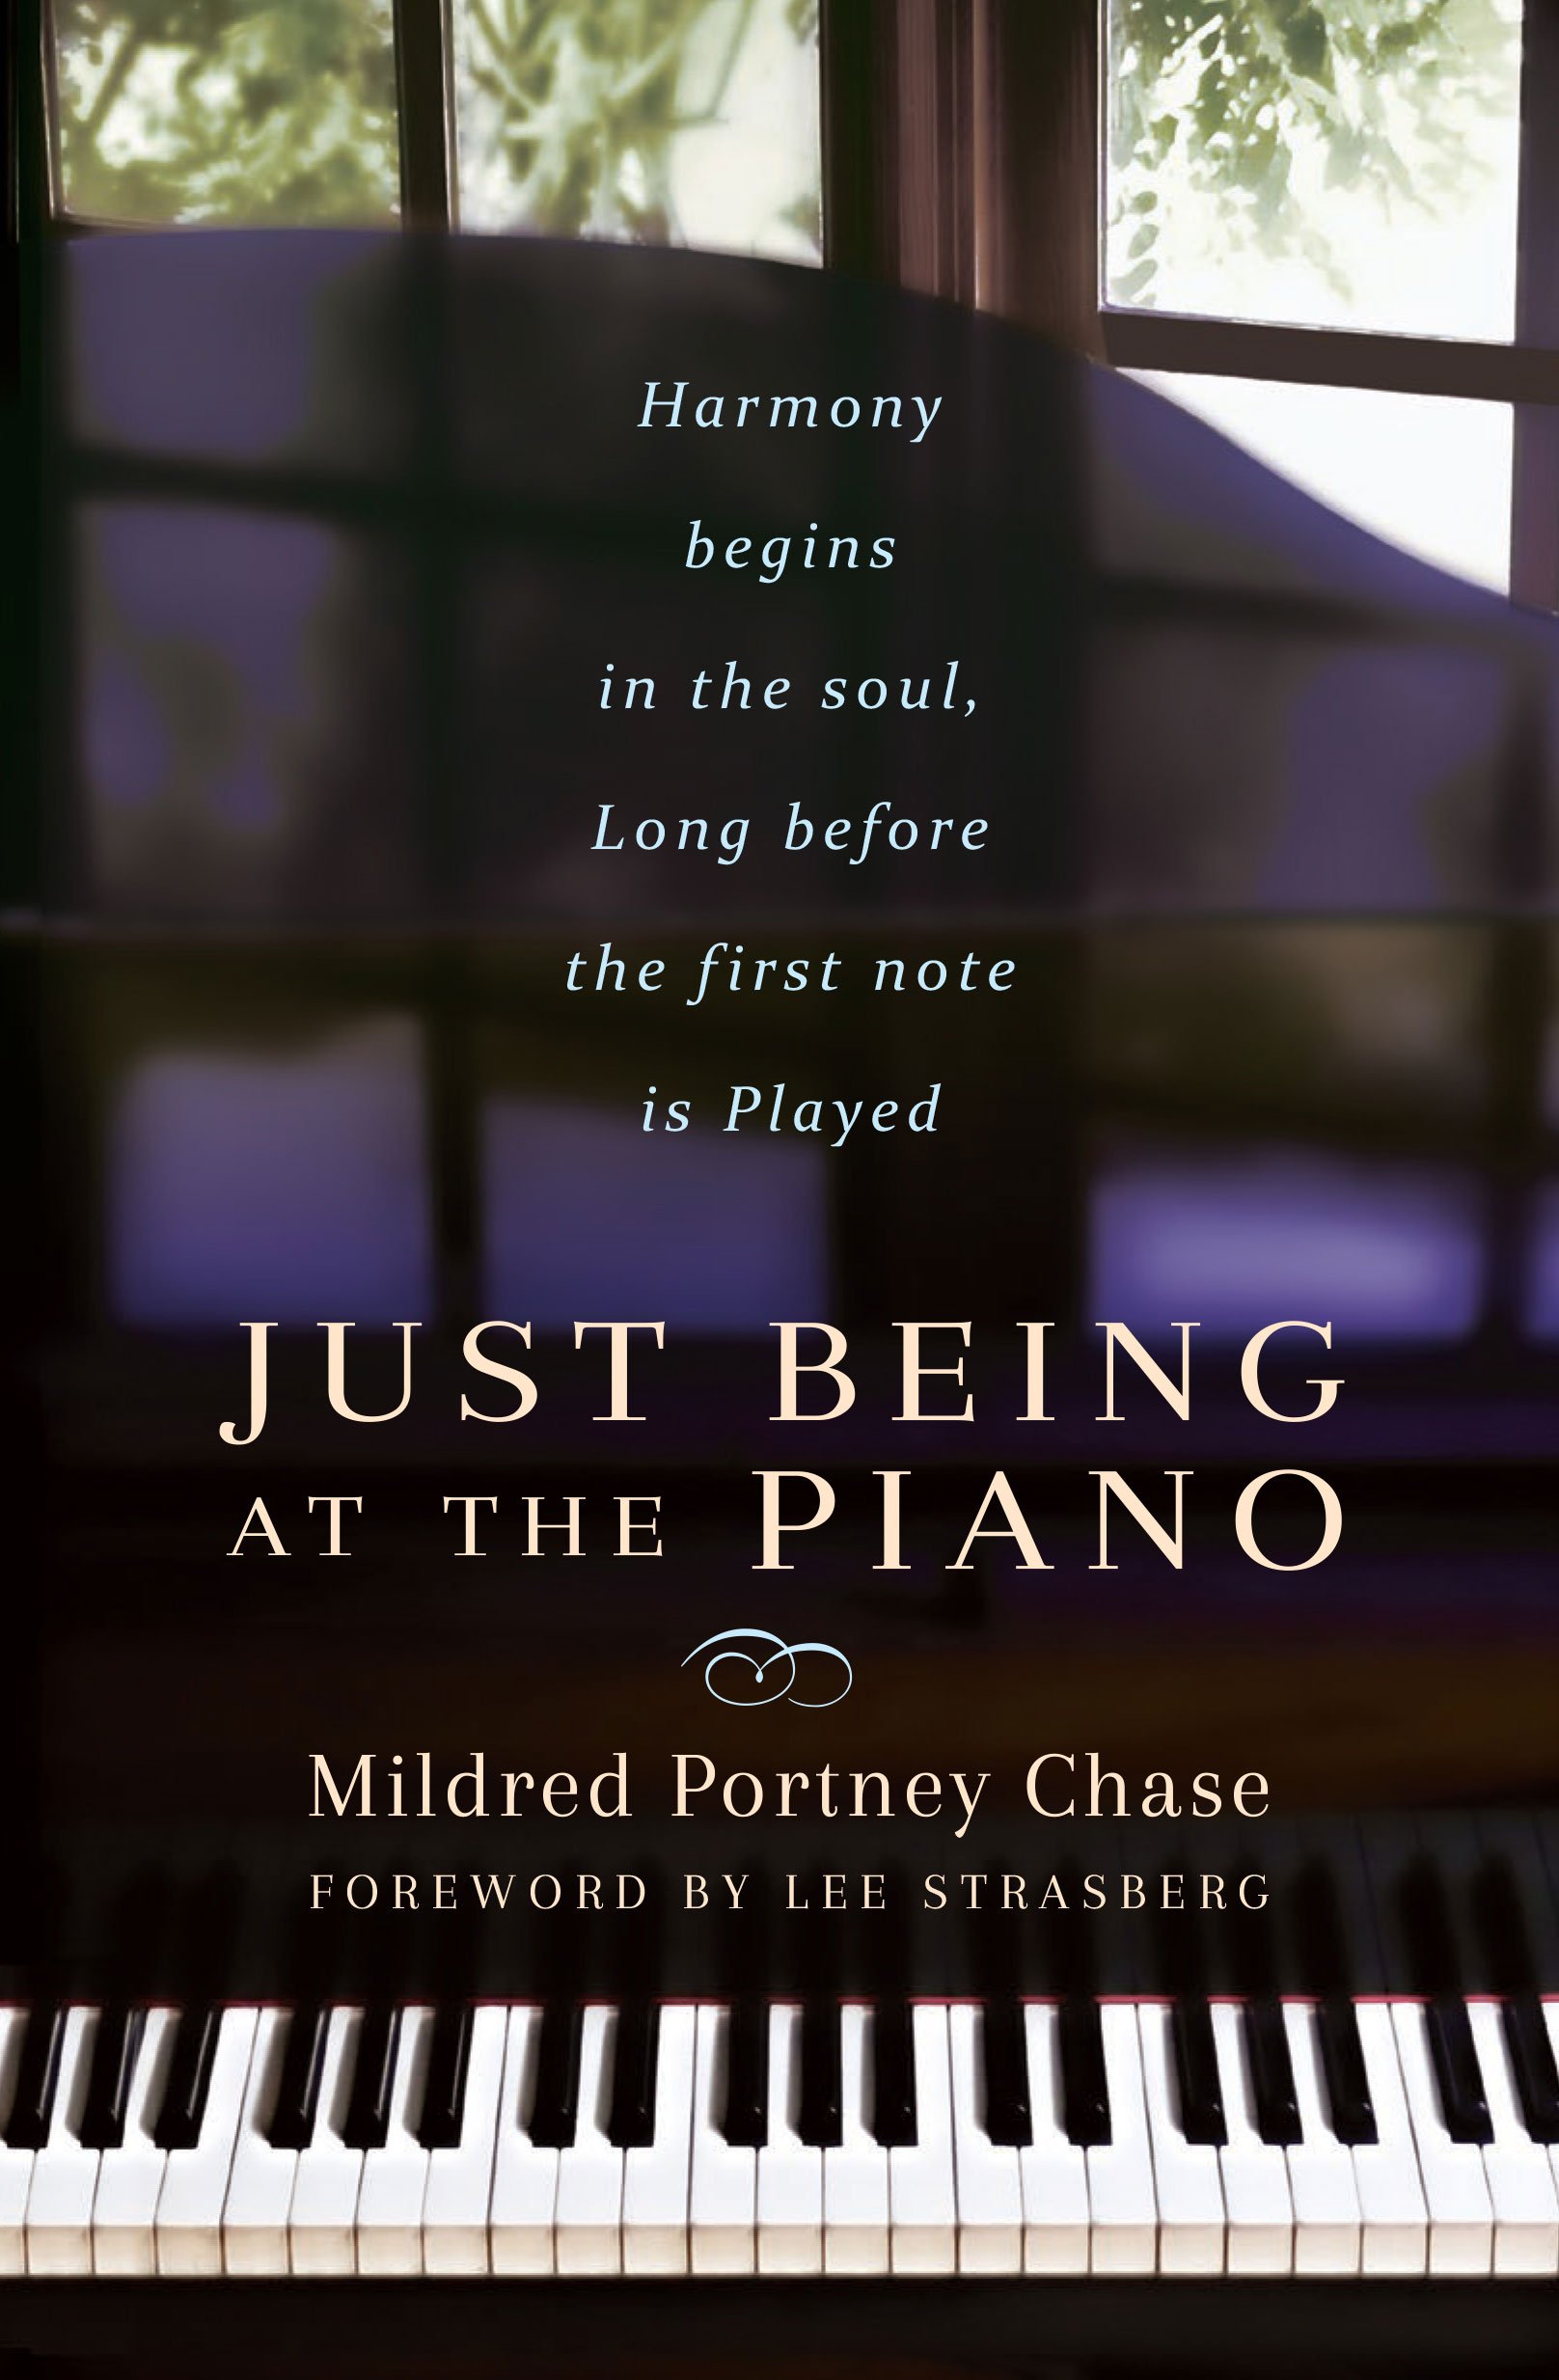 Harmony
begins
in the soul,
Long before
the first note
is Played
JUST BEING
AT THE PIANO
Mildred Portney Chase
FOREWORD BY LEE STRASBERG